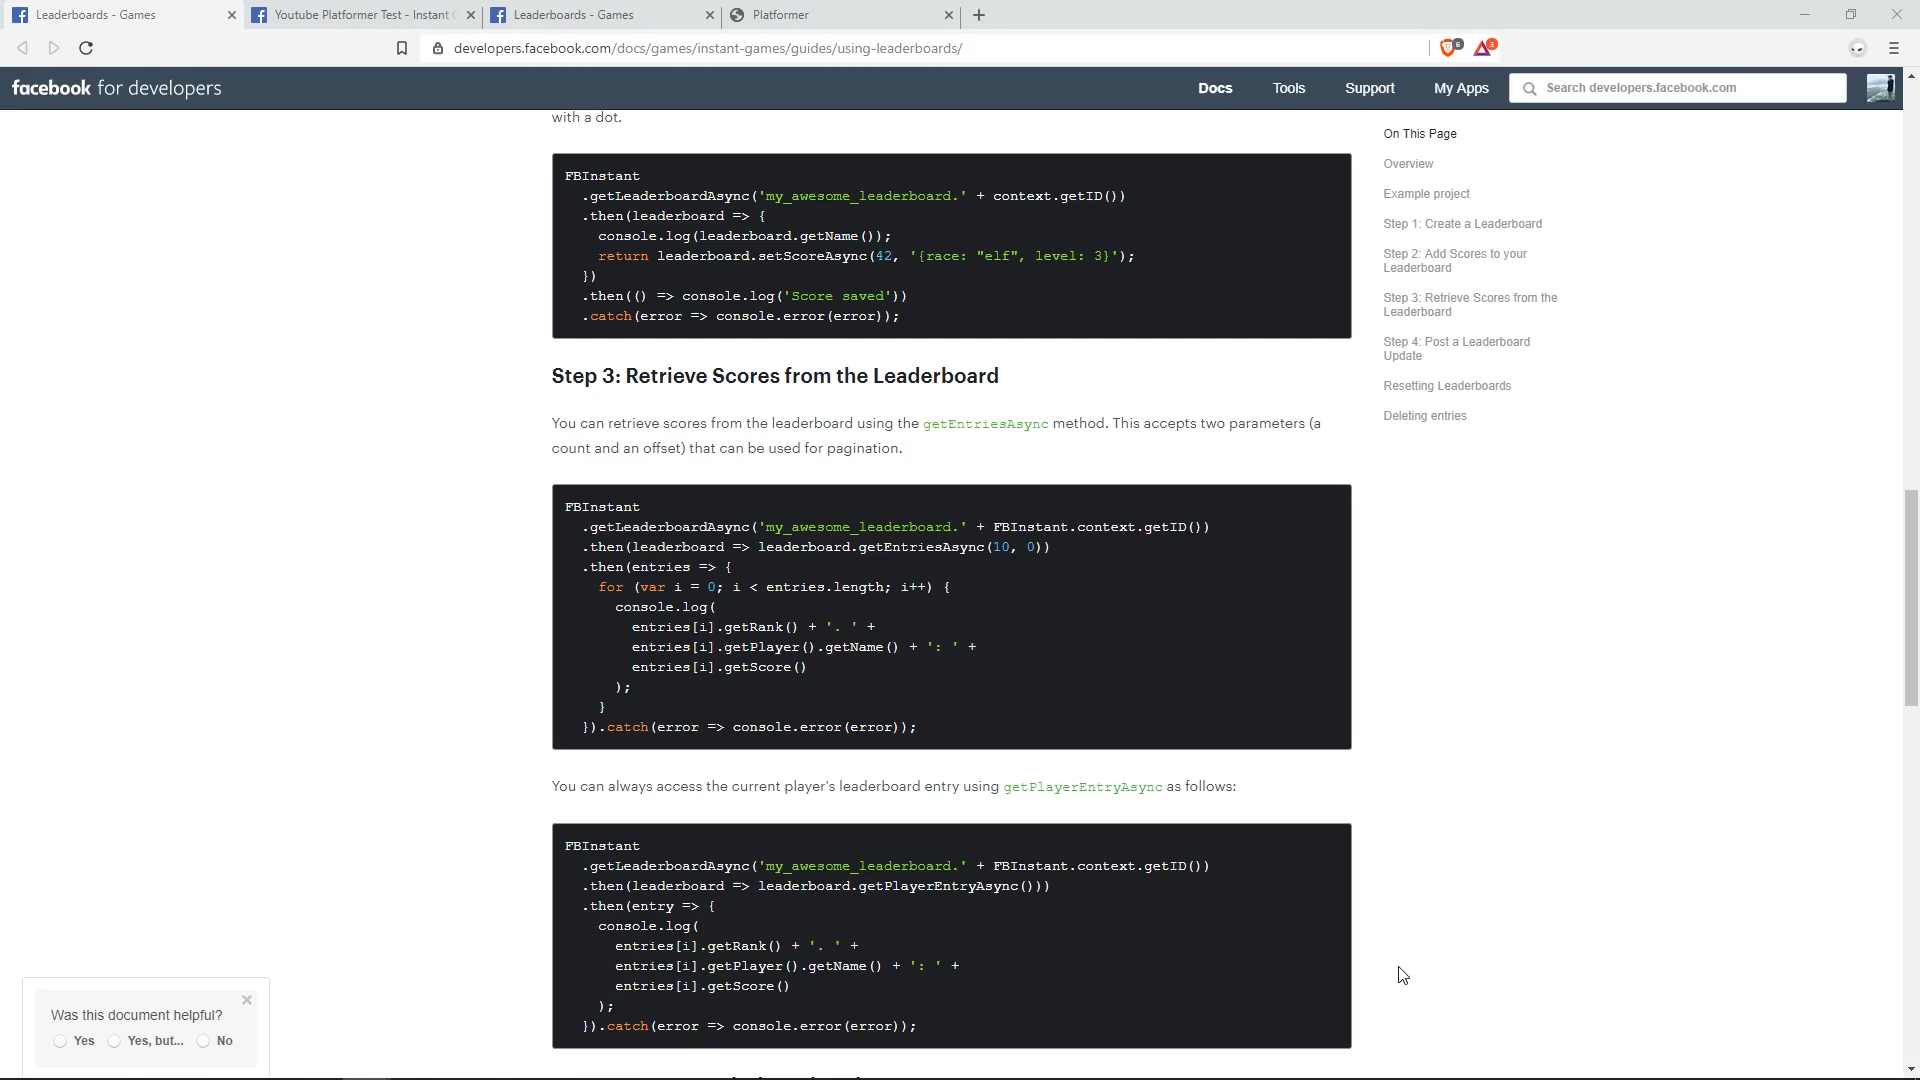 Leaderboards - Games
Youtube Platformer Test - Instant
Leaderboards - Games
Platformer
developers.facebook.com/docs/games/instant-games/guides/using-leaderboards/
6
3
facebook for developers
Docs
Tools
Support
My Apps
Search developers.facebook.com
with a dot.
FBInstant
.getLeaderboardAsync('my_awesome_leaderboard.' + context.getID())
.then(leaderboard => {
console.log(leaderboard.getName());
return leaderboard.setScoreAsync(42, '{race: "elf", level: 3}');
})
.then(() => console.log('Score saved'))
.catch(error => console.error(error));
Step 3: Retrieve Scores from the Leaderboard
You can retrieve scores from the leaderboard using the getEntriesAsync method. This accepts two parameters (a
count and an offset) that can be used for pagination.
FBInstant
.getLeaderboardAsync('my_awesome_leaderboard.' + FBInstant.context.getID())
.then(leaderboard => leaderboard.getEntriesAsync(10, 0))
.then(entries => {
for (var i = 0; i < entries.length; i++) {
console.log(
entries[i].getRank() + '. ' +
entries[i].getPlayer().getName() + ': ' +
entries[i].getScore()
);
}
}).catch(error => console.error(error));
You can always access the current player's leaderboard entry using getPlayerEntryAsync as follows:
FBInstant
.getLeaderboardAsync('my_awesome_leaderboard.' + FBInstant.context.getID())
.then(leaderboard => leaderboard.getPlayerEntryAsync()))
.then(entry => {
console.log(
entries[i].getRank() + '. ' +
entries[i].getPlayer().getName() + ': ' +
entries[i].getScore()
);
}).catch(error => console.error(error));
On This Page
Overview
Example project
Step 1: Create a Leaderboard
Step 2: Add Scores to your
Leaderboard
Step 3: Retrieve Scores from the
Leaderboard
Step 4: Post a Leaderboard
Update
Resetting Leaderboards
Deleting entries
Was this document helpful?
Yes
Yes, but...
No